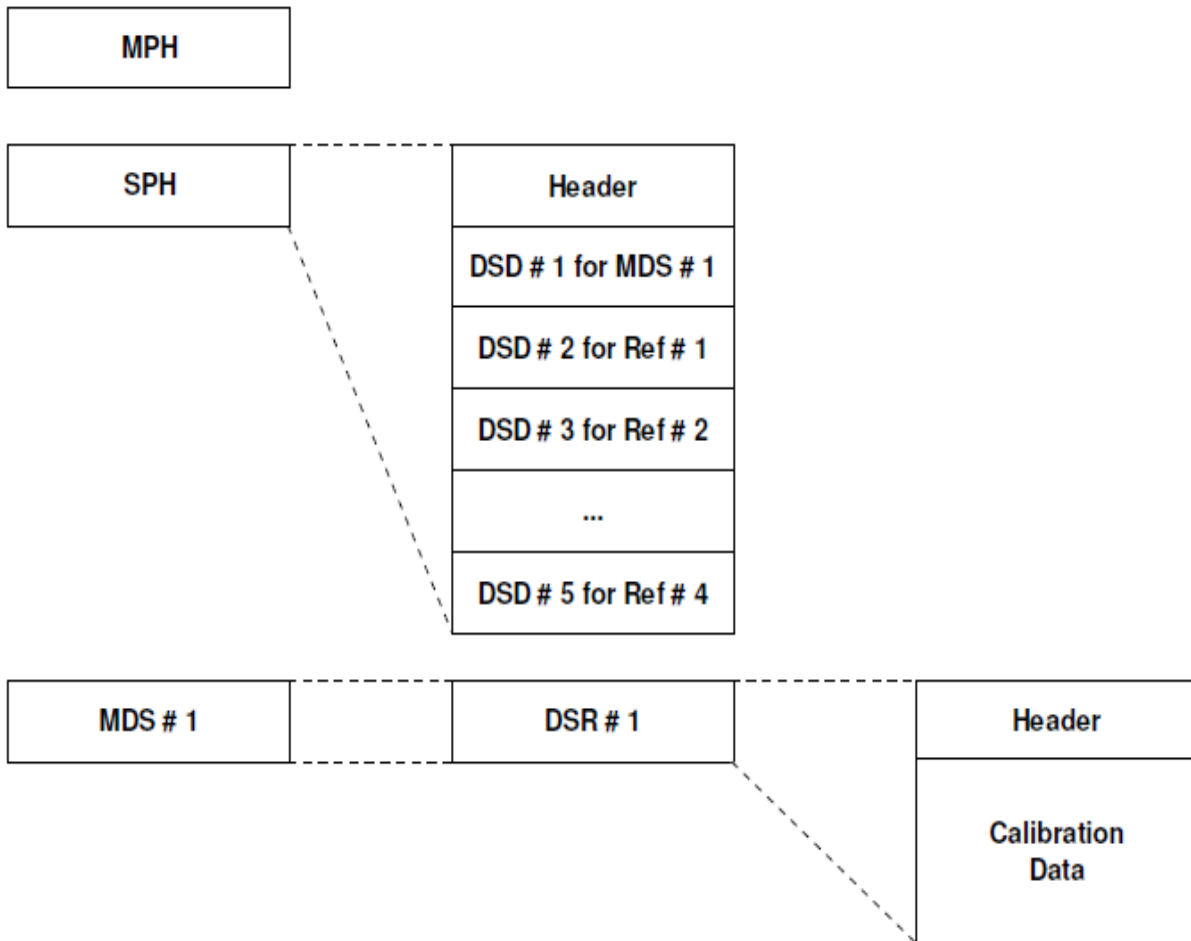 MPH
SPH
Header
DSD # 1 for MDS # 1
DSD # 2 for Ref # 1
DSD # 3 for Ref # 2
...
DSD # 5 for Ref # 4
MDS # 1
DSR # 1
Header
Calibration
Data